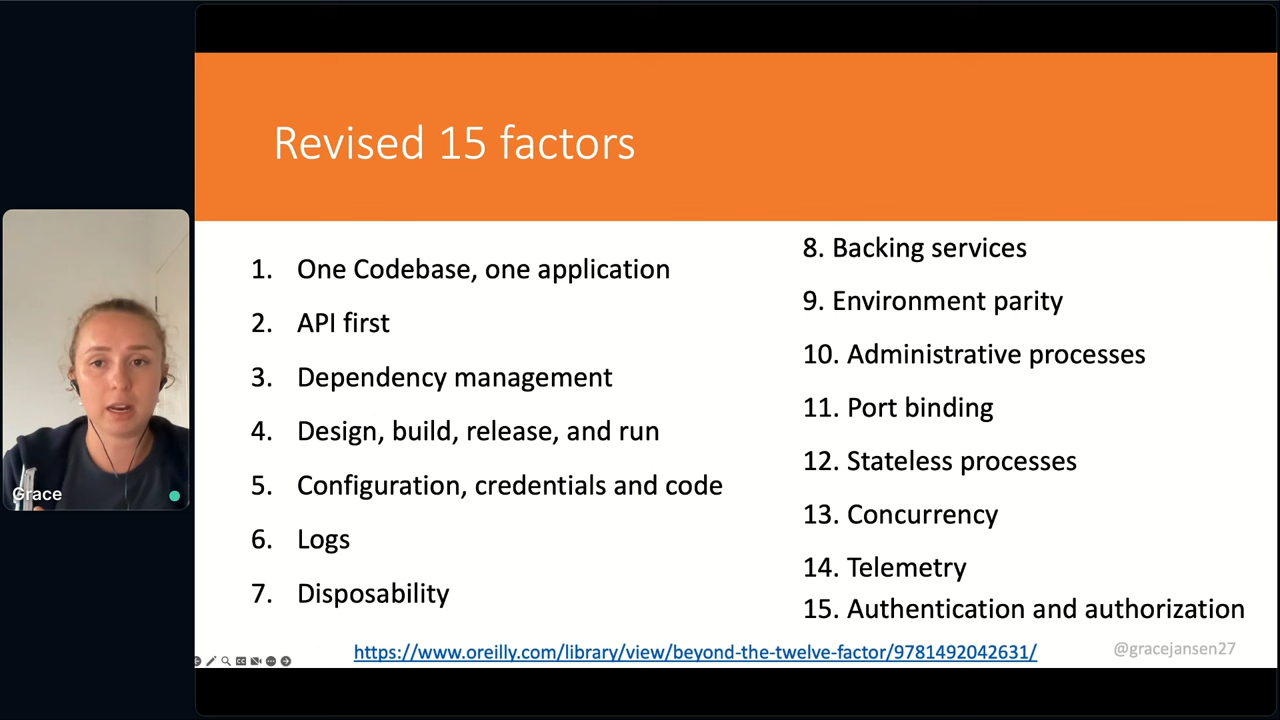 Revised 15 factors
1. One Codebase, one application
2. API first
3. Dependency management
4. Design, build, release, and run
5. Configuration, credentials and code
6. Logs
7. Disposability
8. Backing services
9. Environment parity
10. Administrative processes
11. Port binding
12. Stateless processes
13. Concurrency
14. Telemetry
15. Authentication and authorization
https://www.oreilly.com/library/view/beyond-the-twelve-factor/9781492042631/
@gracejansen27
Grace